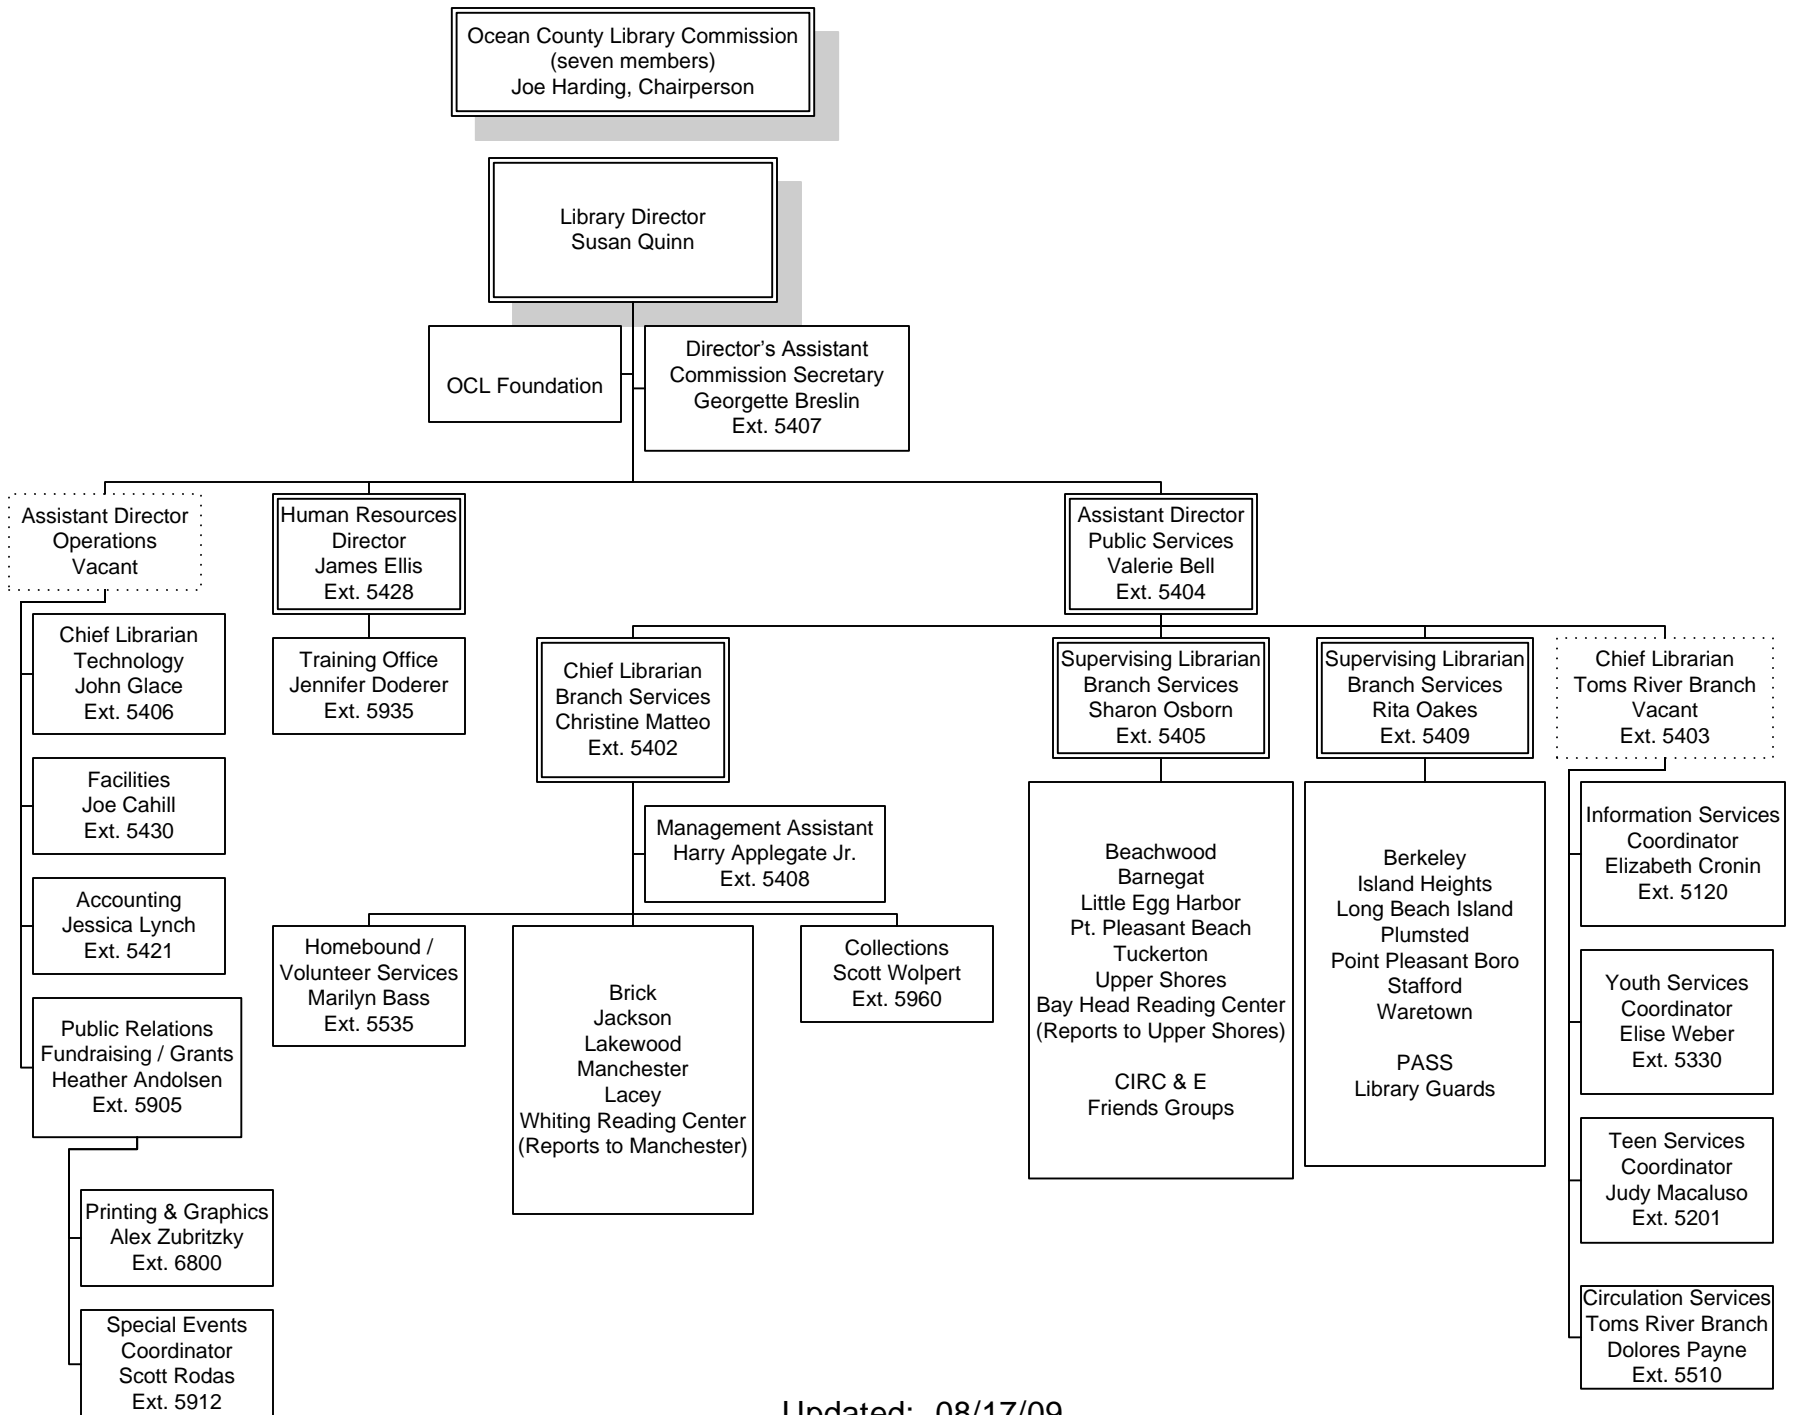 Ocean County Library Commission
(seven members)
Joe Harding, Chairperson
Library Director
Susan Quinn
OCL Foundation
Director's Assistant
Commission Secretary
Georgette Breslin
Ext. 5407
Assistant Director
Operations
Vacant
Human Resources
Director
James Ellis
Ext. 5428
Assistant Director
Public Services
Valerie Bell
Ext. 5404
Chief Librarian
Technology
John Glace
Ext. 5406
Facilities
Joe Cahill
Ext. 5430
Accounting
Jessica Lynch
Ext. 5421
Public Relations
Fundraising / Grants
Heather Andolsen
Ext. 5905
Printing & Graphics
Alex Zubritzky
Ext. 6800
Special Events
Coordinator
Scott Rodas
Ext. 5912
Training Office
Jennifer Doderer
Ext. 5935
Chief Librarian
Branch Services
Christine Matteo
Ext. 5402
Management Assistant
Harry Applegate Jr.
Ext. 5408
Homebound /
Volunteer Services
Marilyn Bass
Ext. 5535
Brick
Jackson
Lakewood
Manchester
Lacey
Whiting Reading Center
(Reports to Manchester)
Collections
Scott Wolpert
Ext. 5960
Supervising Librarian
Branch Services
Sharon Osborn
Ext. 5405
Beachwood
Barnegat
Little Egg Harbor
Pt. Pleasant Beach
Tuckerton
Upper Shores
Bay Head Reading Center
(Reports to Upper Shores)
CIRC & E
Friends Groups
Supervising Librarian
Branch Services
Rita Oakes
Ext. 5409
Berkeley
Island Heights
Long Beach Island
Plumsted
Point Pleasant Boro
Stafford
Waretown
PASS
Library Guards
Chief Librarian
Toms River Branch
Vacant
Ext. 5403
Information Services
Coordinator
Elizabeth Cronin
Ext. 5120
Youth Services
Coordinator
Elise Weber
Ext. 5330
Teen Services
Coordinator
Judy Macaluso
Ext. 5201
Circulation Services
Toms River Branch
Dolores Payne
Ext. 5510
Updated: 08/17/09